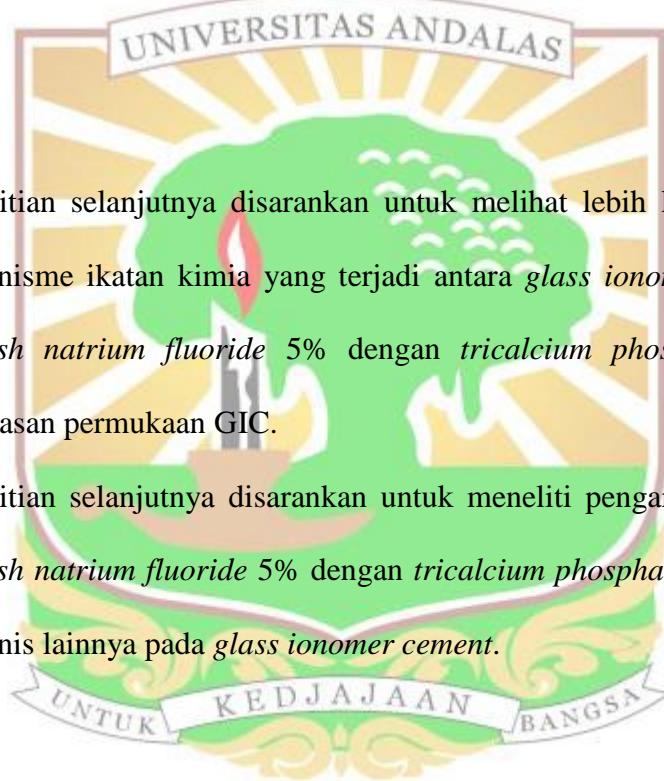 UNIVERSITAS ANDALAS
itian selanjutnya disarankan untuk melihat lebih
nisme ikatan kimia yang terjadi antara glass ionom
sh natrium fluoride 5% dengan tricalcium phos
asan permukaan GIC.
itian selanjutnya disarankan untuk meneliti pengar
sh natrium fluoride 5% dengan tricalcium phospha
nis lainnya pada glass ionomer cement.
UNTUK KEDJAJAAN BANGSA